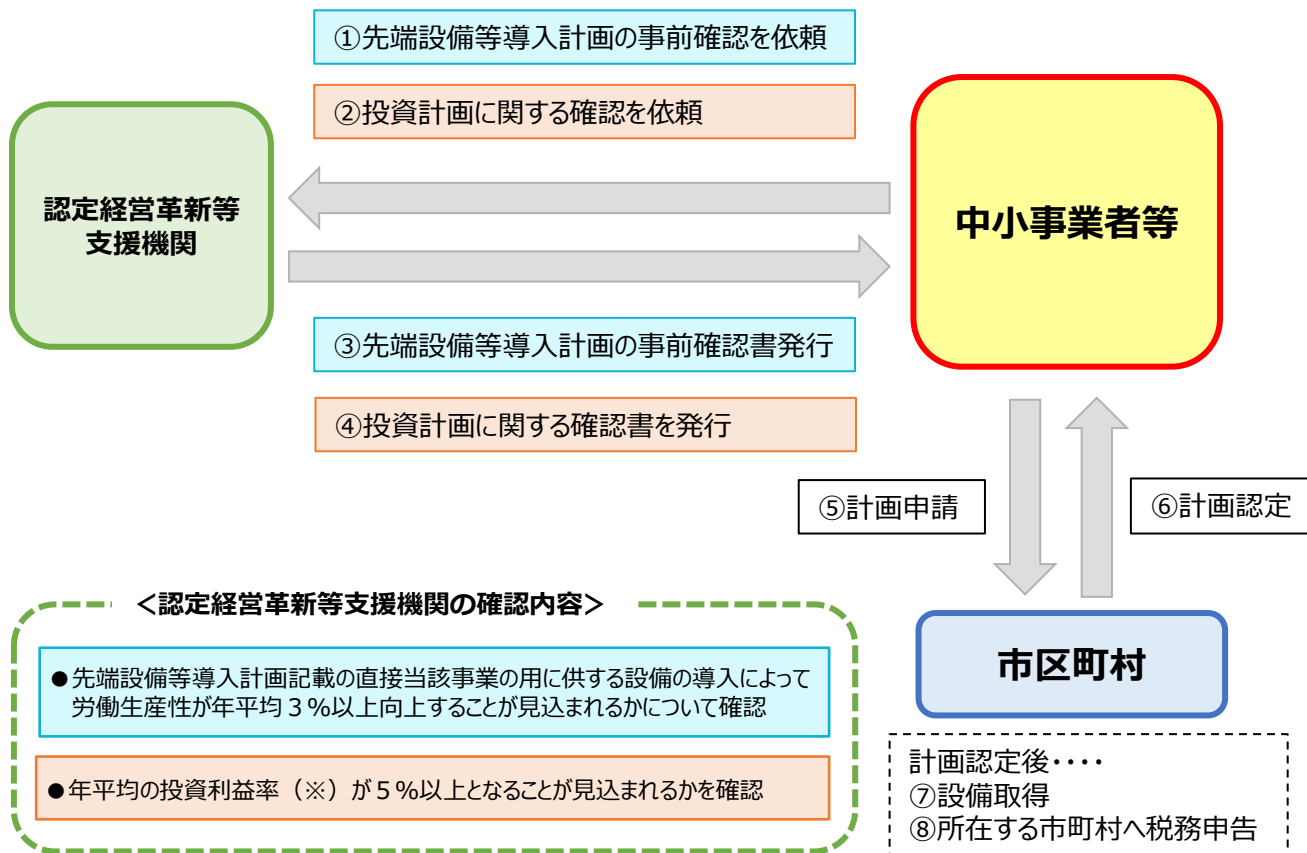 ①先端設備等導入計画の事前確認を依頼
②投資計画に関する確認を依頼
認定経営革新等
支援機関
中小事業者等
③先端設備等導入計画の事前確認書発行
④投資計画に関する確認書を発行
⑤計画申請
⑥計画認定
＜認定経営革新等支援機関の確認内容＞
●先端設備等導入計画記載の直接当該事業の用に供する設備の導入によって
労働生産性が年平均３%以上向上することが見込まれるかについて確認
●年平均の投資利益率（※）が５%以上となることが見込まれるかを確認
市区町村
計画認定後・・・・
⑦設備取得
⑧所在する市町村へ税務申告